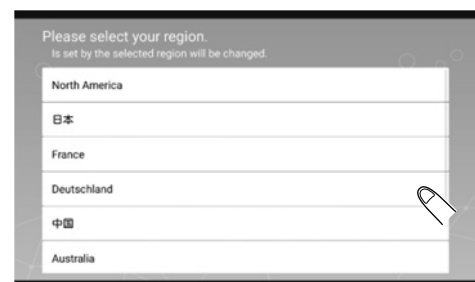 Please select your region.
Is set by the selected region will be changed.
North America
日本
France
Deutschland
中国
Australia